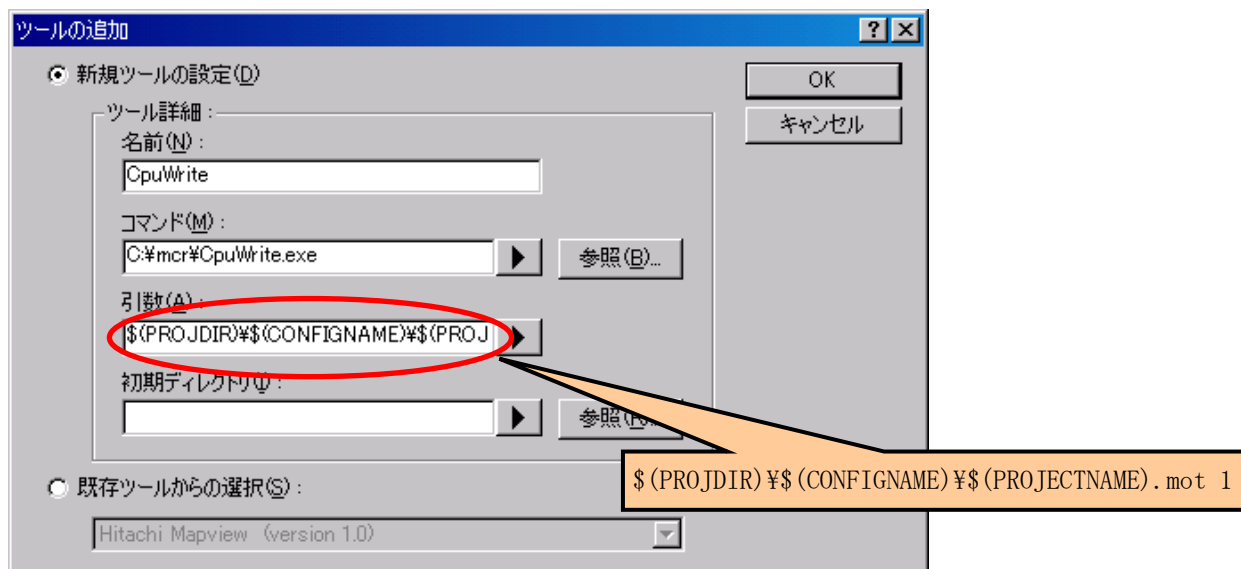 ツールの追加
新規ツールの設定(D)
OK
キャンセル
ツール詳細 :
名前(N) :
CpuWrite
コマンド(M) :
C:¥mcr¥CpuWrite.exe
参照(B)...
引数(A) :
$(PROJDIR)¥$(CONFIGNAME)¥$(PROJ
初期ディレクトリ(I) :
参照(R)...
$(PROJDIR)¥$(CONFIGNAME)¥$(PROJECTNAME).mot 1
既存ツールからの選択(S) :
Hitachi Mapview (version 1.0)